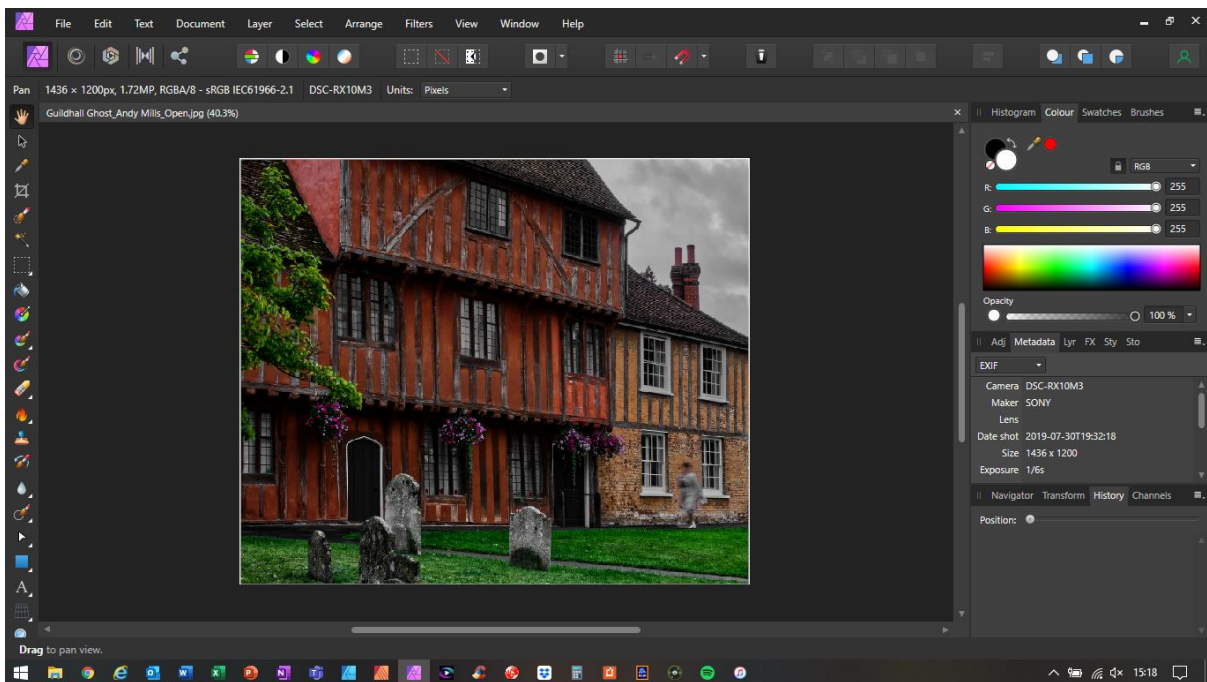 File Edit Text Document Layer Select Arrange Filters View Window Help
Pan 1436 × 1200px, 1.72MP, RGBA/8 - sRGB IEC61966-2.1 DSC-RX10M3 Units: Pixels
Guildhall Ghost_Andy Mills_Open.jpg (40.3%)
Histogram Colour Swatches Brushes
RGB
R: 255
G: 255
B: 255
Opacity
100 %
Adj Metadata Lyr FX Sty Sto
EXIF
Camera DSC-RX10M3
Maker SONY
Lens
Date shot 2019-07-30T19:32:18
Size 1436 x 1200
Exposure 1/6s
Navigator Transform History Channels
Position:
Drag to pan view.
15:18